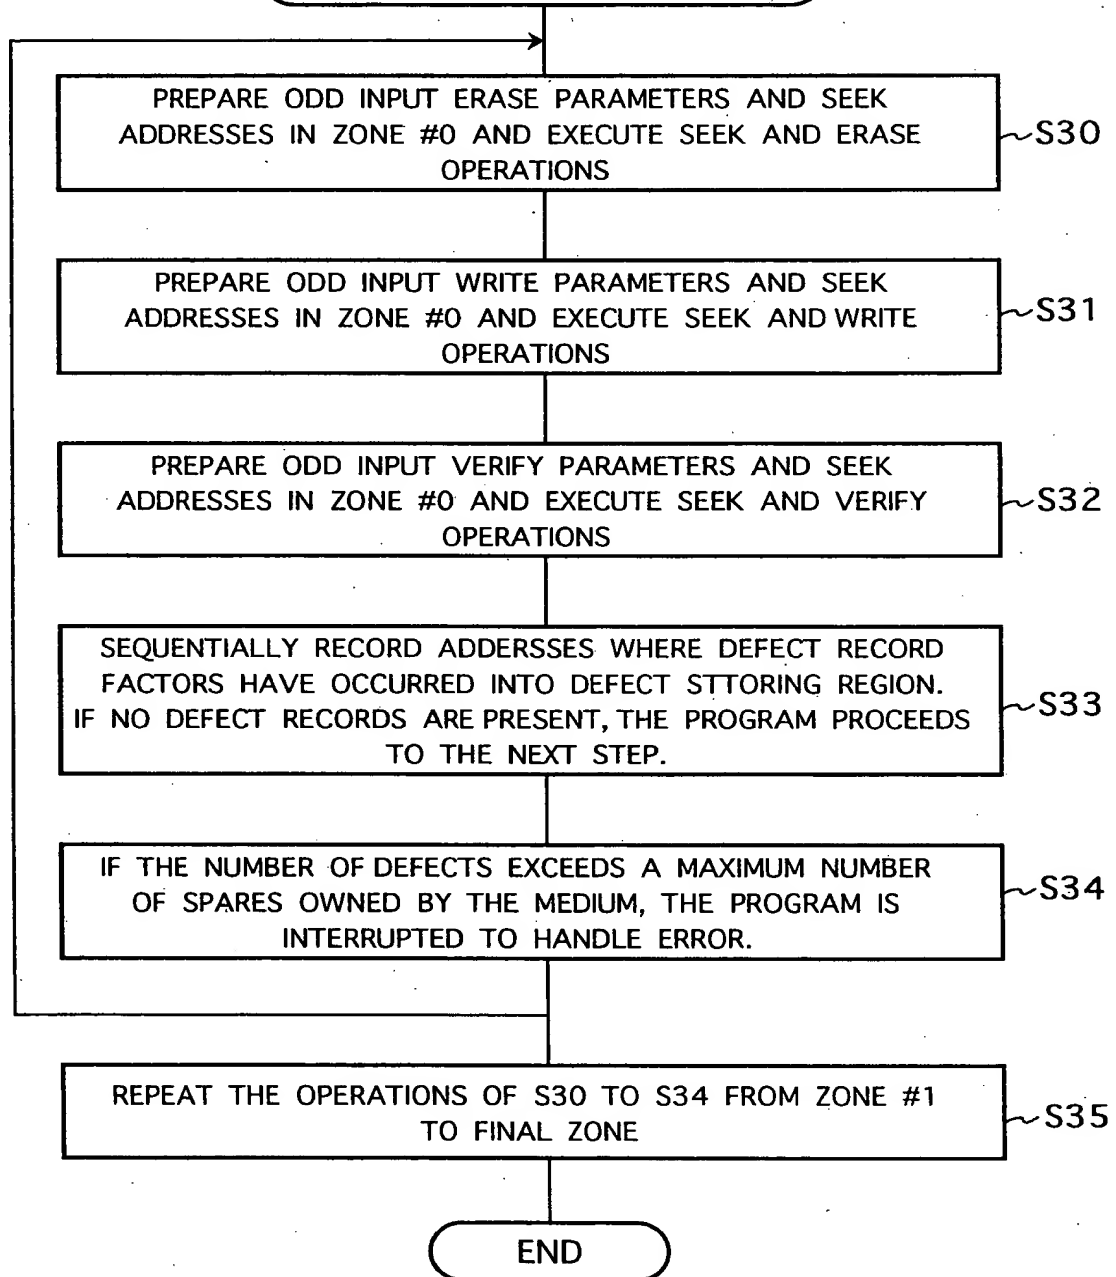 PREPARE ODD INPUT ERASE PARAMETERS AND SEEK
ADDRESSES IN ZONE #0 AND EXECUTE SEEK AND ERASE
OPERATIONS
S30
PREPARE ODD INPUT WRITE PARAMETERS AND SEEK
ADDRESSES IN ZONE #0 AND EXECUTE SEEK AND WRITE
OPERATIONS
S31
PREPARE ODD INPUT VERIFY PARAMETERS AND SEEK
ADDRESSES IN ZONE #0 AND EXECUTE SEEK AND VERIFY
OPERATIONS
S32
SEQUENTIALLY RECORD ADDERSSES WHERE DEFECT RECORD
FACTORS HAVE OCCURRED INTO DEFECT STTORING REGION.
IF NO DEFECT RECORDS ARE PRESENT, THE PROGRAM PROCEEDS
TO THE NEXT STEP.
S33
IF THE NUMBER OF DEFECTS EXCEEDS A MAXIMUM NUMBER
OF SPARES OWNED BY THE MEDIUM, THE PROGRAM IS
INTERRUPTED TO HANDLE ERROR.
S34
REPEAT THE OPERATIONS OF S30 TO S34 FROM ZONE #1
TO FINAL ZONE
S35
END